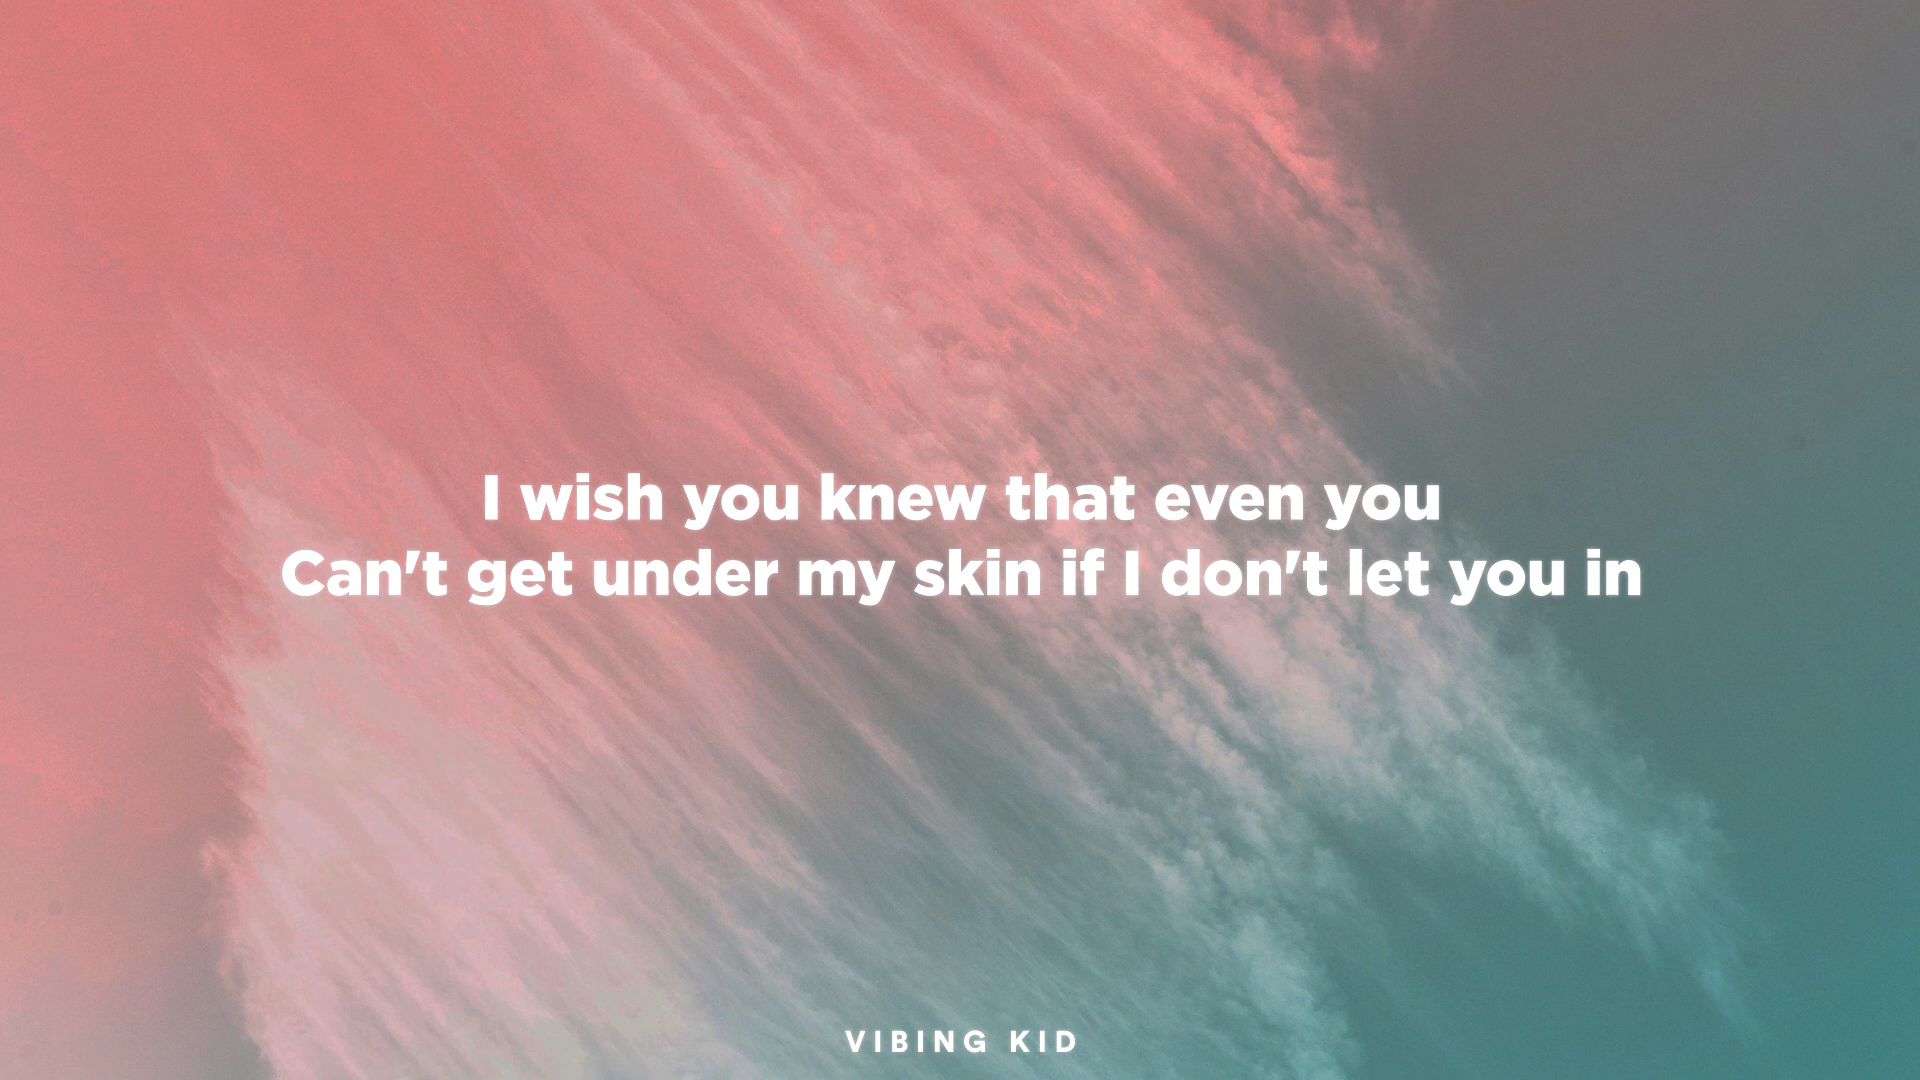 I wish you knew that even you
Can't get under my skin if I don't let you in
VIBING KID